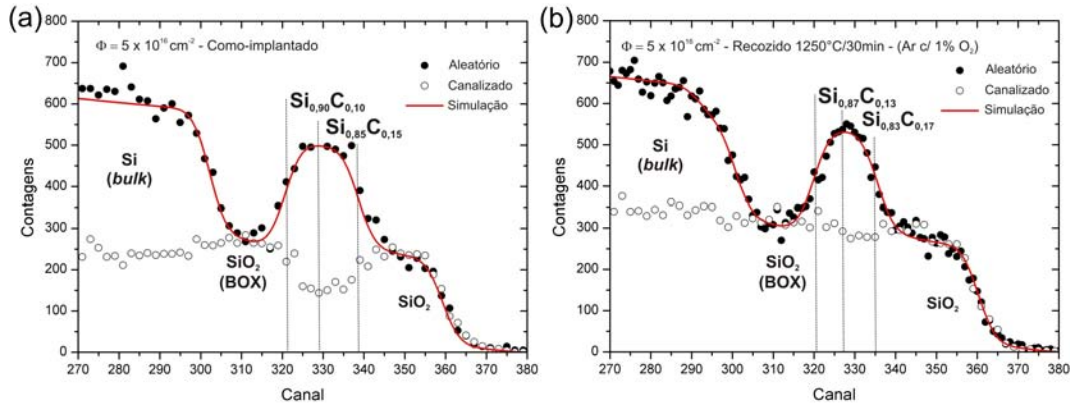 (a)
Φ = 5 x 10¹⁶ cm⁻² - Como-implantado
Aleatório
Canalizado
Simulação
Si₀,₉₀C₀,₁₀
Si₀,₈₅C₀,₁₅
Si
(bulk)
SiO₂
(BOX)
SiO₂
Contagens
800
700
600
500
400
300
200
100
0
270 280 290 300 310 320 330 340 350 360 370 380
Canal
(b)
Φ = 5 x 10¹⁶ cm⁻² - Recozido 1250°C/30min - (Ar c/ 1% O₂)
Aleatório
Canalizado
Simulação
Si₀,₈₇C₀,₁₃
Si₀,₈₃C₀,₁₇
Si
(bulk)
SiO₂
(BOX)
SiO₂
Contagens
800
700
600
500
400
300
200
100
0
270 280 290 300 310 320 330 340 350 360 370 380
Canal